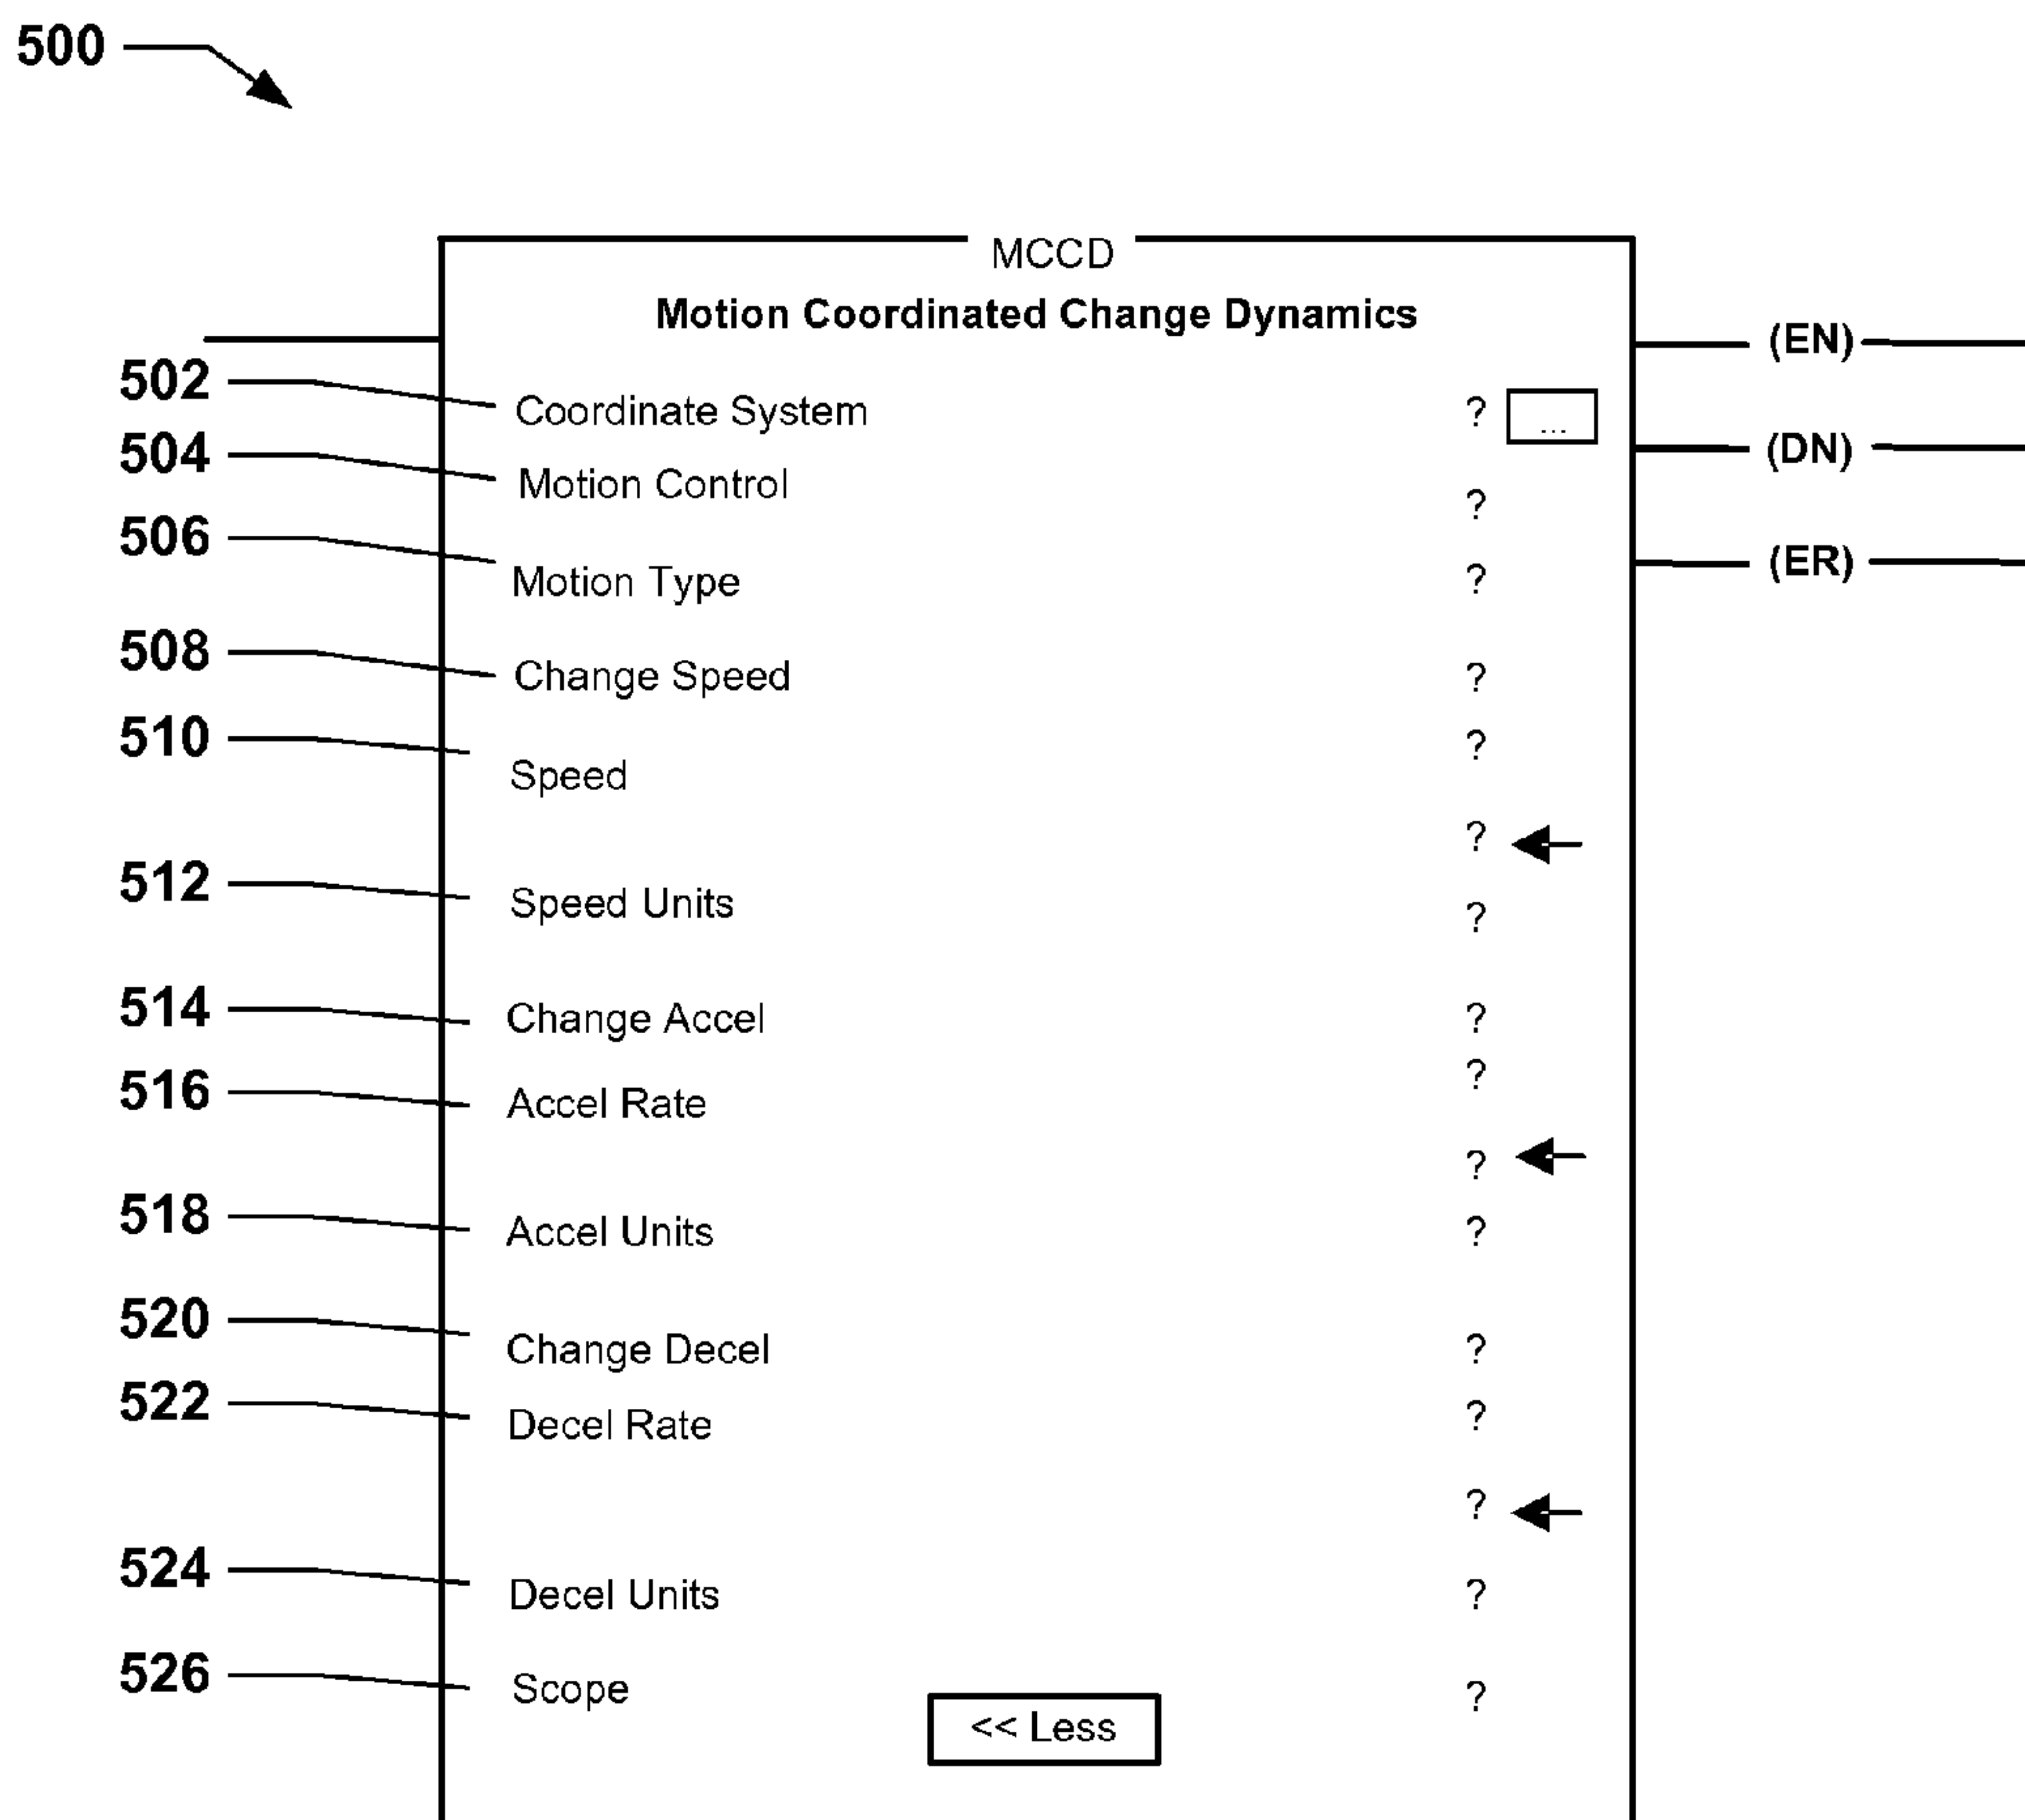 500
MCCD
Motion Coordinated Change Dynamics
(EN)
502 Coordinate System ? ...
(DN)
504 Motion Control ?
506 Motion Type ?
(ER)
508 Change Speed ?
510 Speed ?
?
512 Speed Units ?
514 Change Accel ?
516 Accel Rate ?
?
518 Accel Units ?
520 Change Decel ?
522 Decel Rate ?
?
524 Decel Units ?
526 Scope ?
<< Less